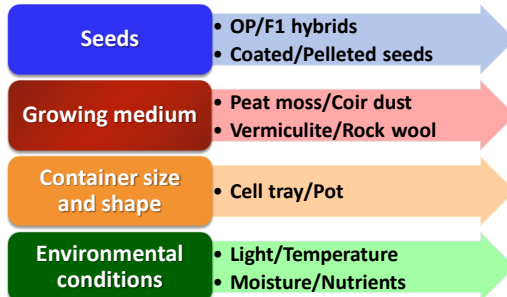 Seeds
• OP/F1 hybrids
• Coated/Pelleted seeds
Growing medium
• Peat moss/Coir dust
• Vermiculite/Rock wool
Container size
and shape
• Cell tray/Pot
Environmental
conditions
• Light/Temperature
• Moisture/Nutrients